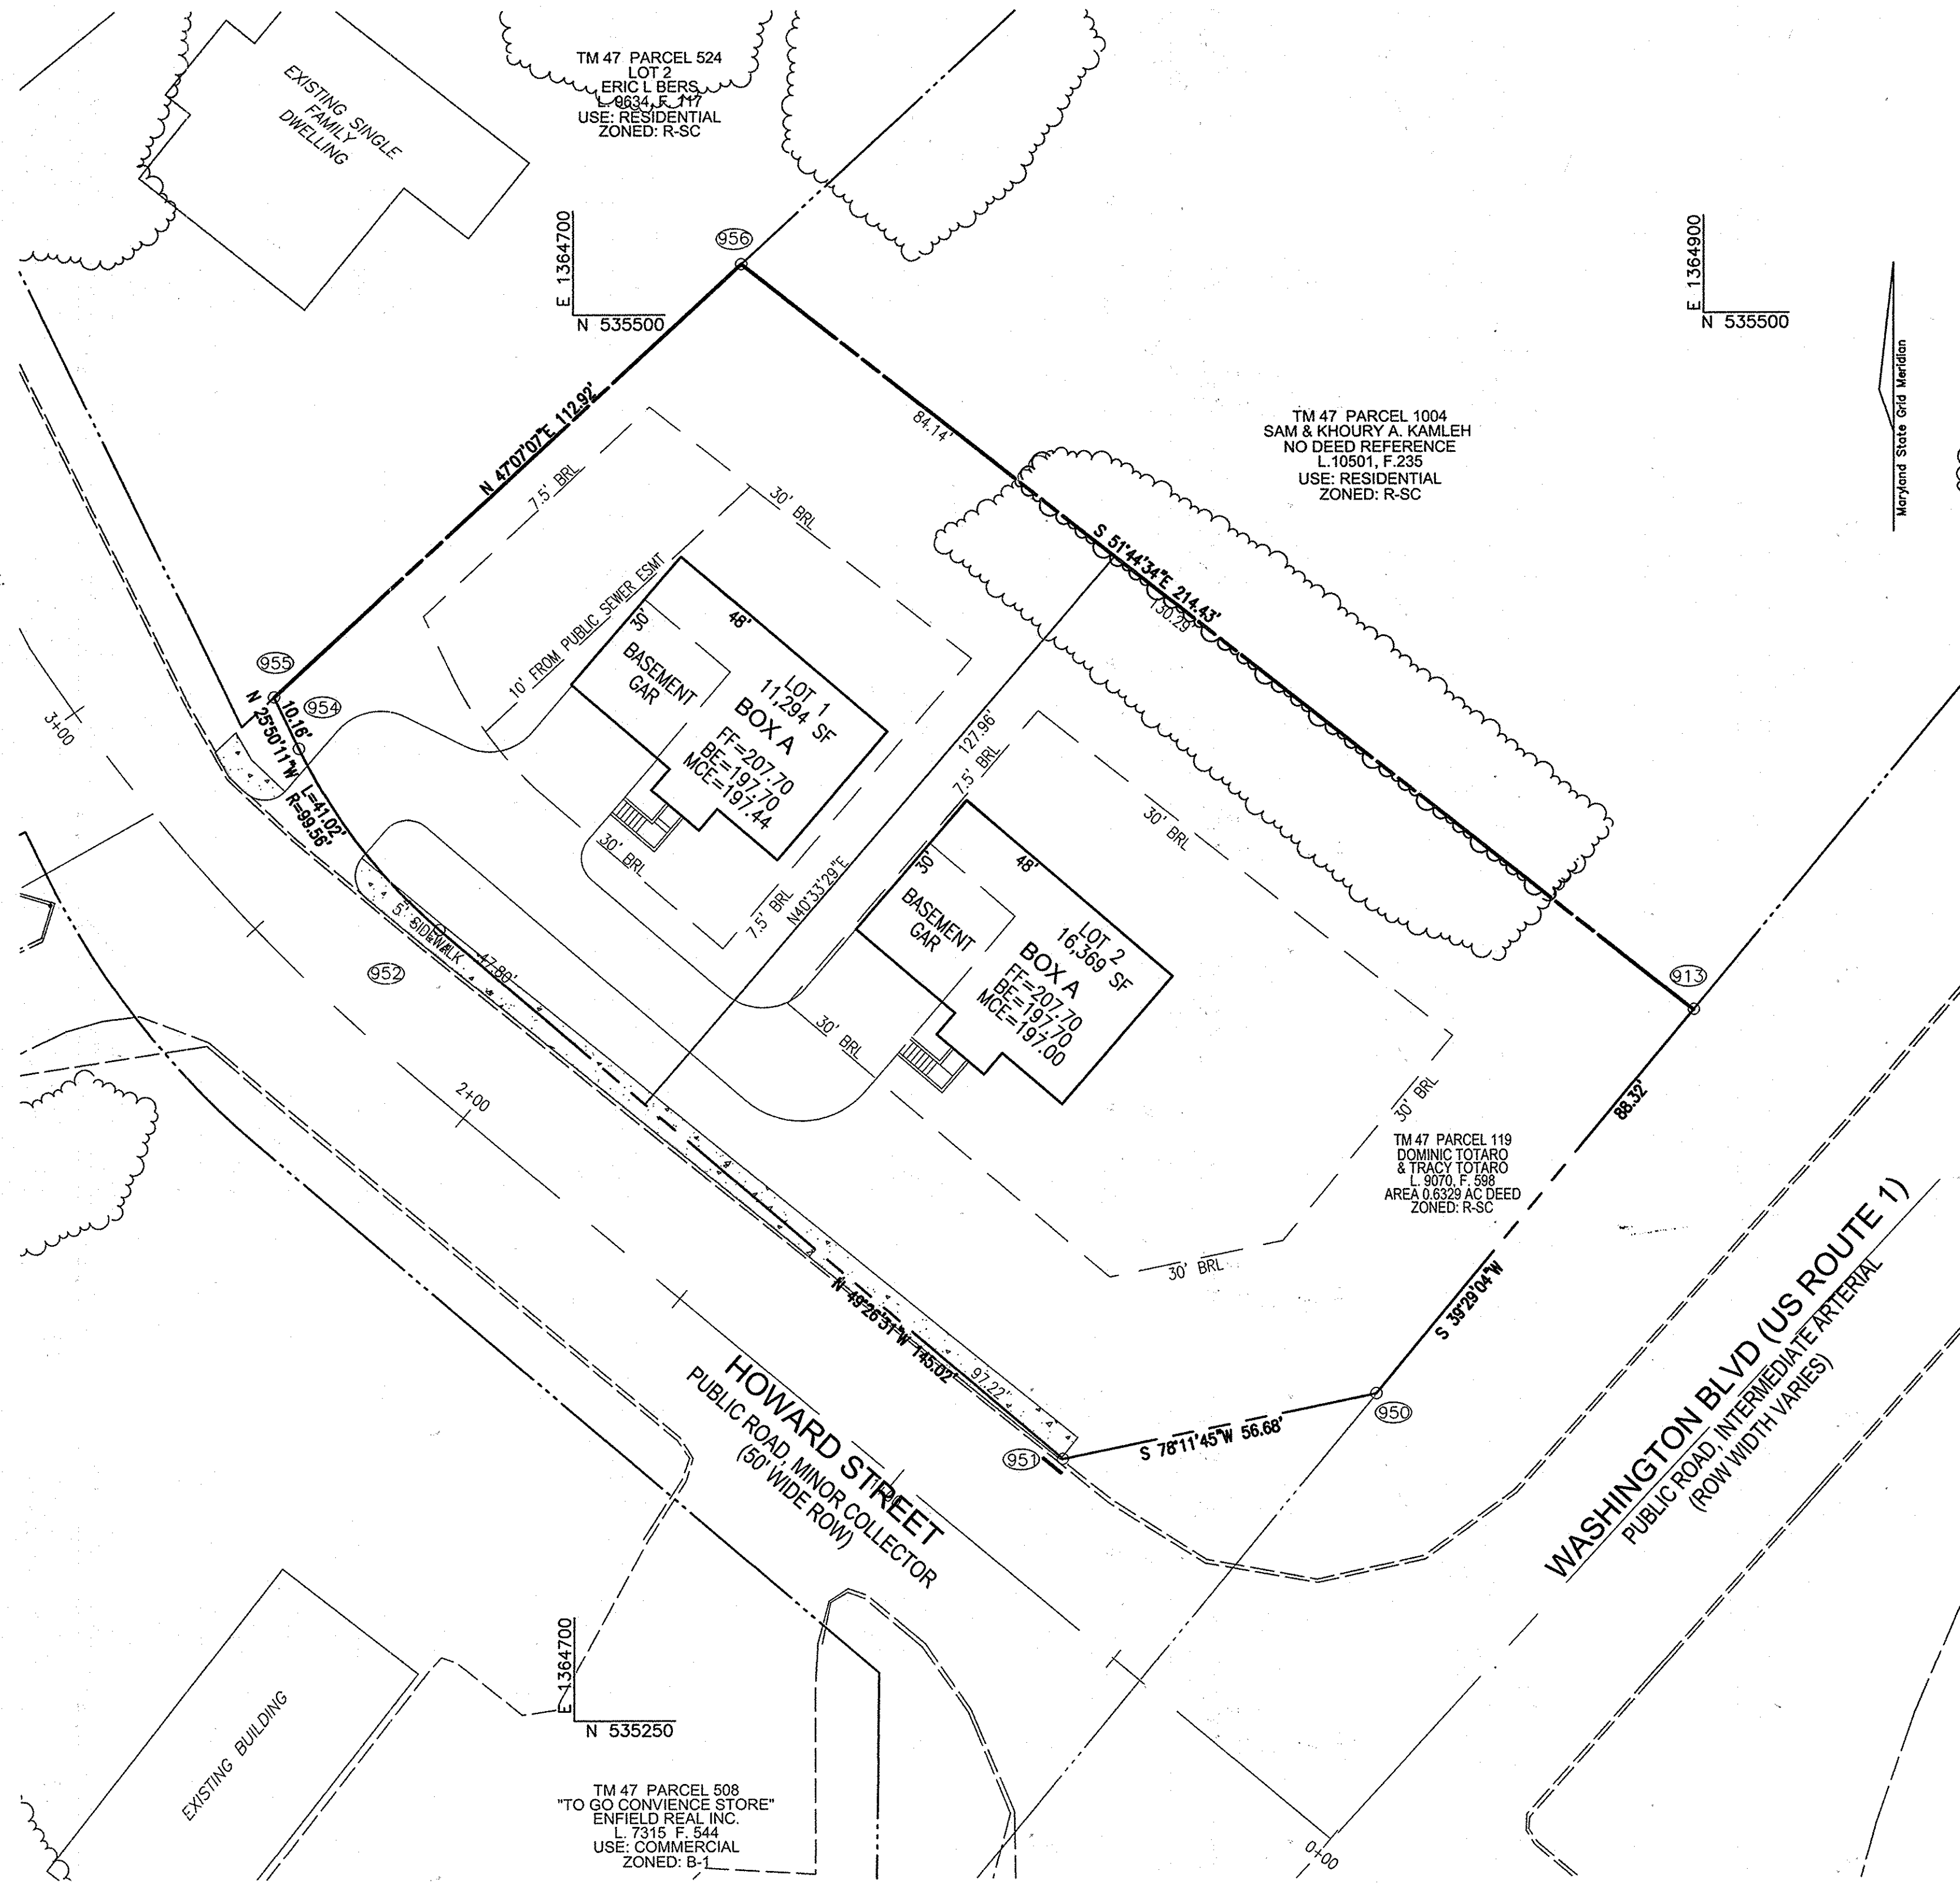 TM 47 PARCEL 524
LOT 2
ERIC L BERS
L. 9634, F. 117
USE: RESIDENTIAL
ZONED: R-SC
EXISTING SINGLE
FAMILY
DWELLING
956
E 1364700
N 535500
E 1364900
N 535500
Maryland State Grid Meridian
TM 47 PARCEL 1004
SAM & KHOURY A. KAMLEH
NO DEED REFERENCE
L.10501, F.235
USE: RESIDENTIAL
ZONED: R-SC
N 47°07'07"E 112.92'
84.14'
7.5' BRL
30' BRL
S 51°44'34"E 214.43'
130.29'
10' FROM PUBLIC SEWER ESMT
955
954
10.16'
N 25°50'11"W
L=41.02'
R=99.56'
3+00
30'
48'
BASEMENT
GAR
LOT 1
11,294 SF
BOX A
FF=207.70
BE=197.70
MCE=197.44
30' BRL
7.5' BRL
127.96'
N40°33'29"E
7.5' BRL
30' BRL
30'
48'
BASEMENT
GAR
LOT 2
16,369 SF
BOX A
FF=207.70
BE=197.70
MCE=197.00
30' BRL
5' SIDEWALK
47.80'
952
913
2+00
30' BRL
88.32'
TM 47 PARCEL 119
DOMINIC TOTARO
& TRACY TOTARO
L. 9070, F. 598
AREA 0.6329 AC DEED
ZONED: R-SC
30' BRL
S 39°29'04"W
N 49°26'31"W 145.02'
97.22'
950
951
S 78°11'45"W 56.68'
HOWARD STREET
PUBLIC ROAD, MINOR COLLECTOR
(50' WIDE ROW)
1+00
WASHINGTON BLVD (US ROUTE 1)
PUBLIC ROAD, INTERMEDIATE ARTERIAL
(ROW WIDTH VARIES)
E 1364700
N 535250
EXISTING BUILDING
TM 47 PARCEL 508
"TO GO CONVIENCE STORE"
ENFIELD REAL INC.
L. 7315 F. 544
USE: COMMERCIAL
ZONED: B-1
0+00